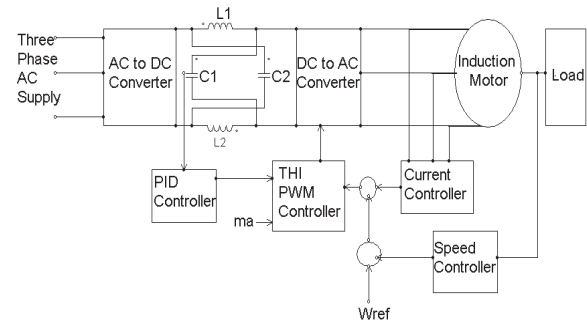 L1
Three
Phase
AC
Supply
AC to DC
Converter
C1
C2
DC to AC
Converter
Induction
Motor
Load
L2
PID
Controller
THI
PWM
Controller
Current
Controller
ma
Speed
Controller
Wref